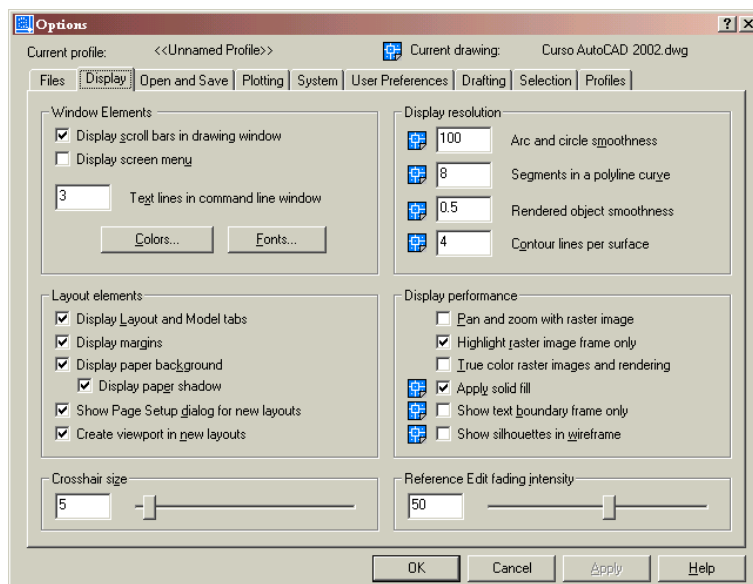 Options
Current profile: <<Unnamed Profile>> Current drawing: Curso AutoCAD 2002.dwg
Files Display Open and Save Plotting System User Preferences Drafting Selection Profiles
Window Elements
Display scroll bars in drawing window
Display screen menu
3 Text lines in command line window
Colors... Fonts...
Display resolution
100 Arc and circle smoothness
8 Segments in a polyline curve
0.5 Rendered object smoothness
4 Contour lines per surface
Layout elements
Display Layout and Model tabs
Display margins
Display paper background
Display paper shadow
Show Page Setup dialog for new layouts
Create viewport in new layouts
Display performance
Pan and zoom with raster image
Highlight raster image frame only
True color raster images and rendering
Apply solid fill
Show text boundary frame only
Show silhouettes in wireframe
Crosshair size
5
Reference Edit fading intensity
50
OK Cancel Apply Help